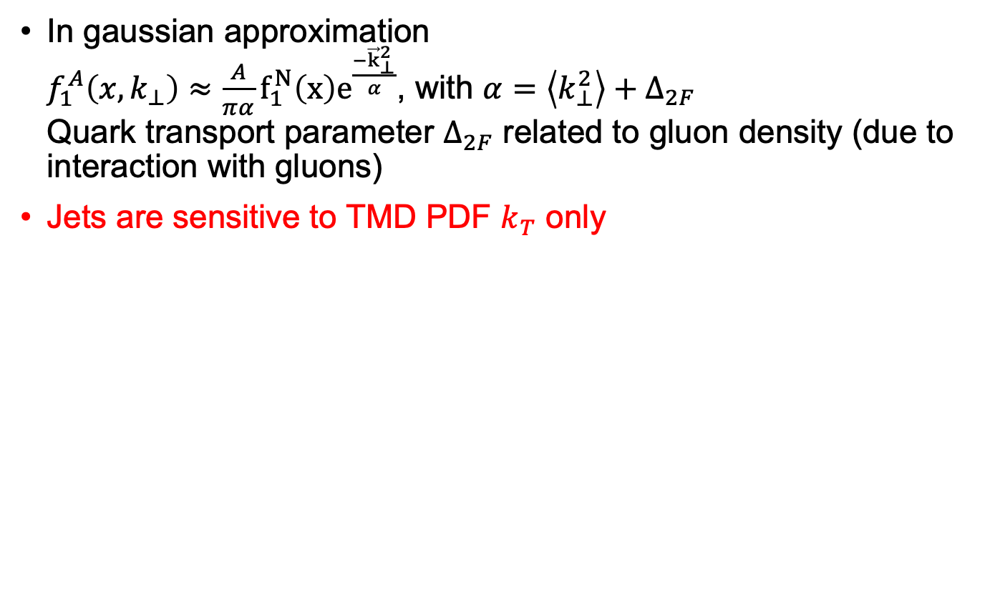 • In gaussian approximation
$f_1^A(x, k_\perp) \approx \frac{A}{\pi\alpha} \mathrm{f}_1^{\mathrm{N}}(\mathrm{x}) \mathrm{e}^{\frac{-\vec{\mathrm{k}}_\perp^2}{\alpha}}$, with $\alpha = \langle k_\perp^2 \rangle + \Delta_{2F}$
Quark transport parameter $\Delta_{2F}$ related to gluon density (due to
interaction with gluons)
• Jets are sensitive to TMD PDF $k_T$ only